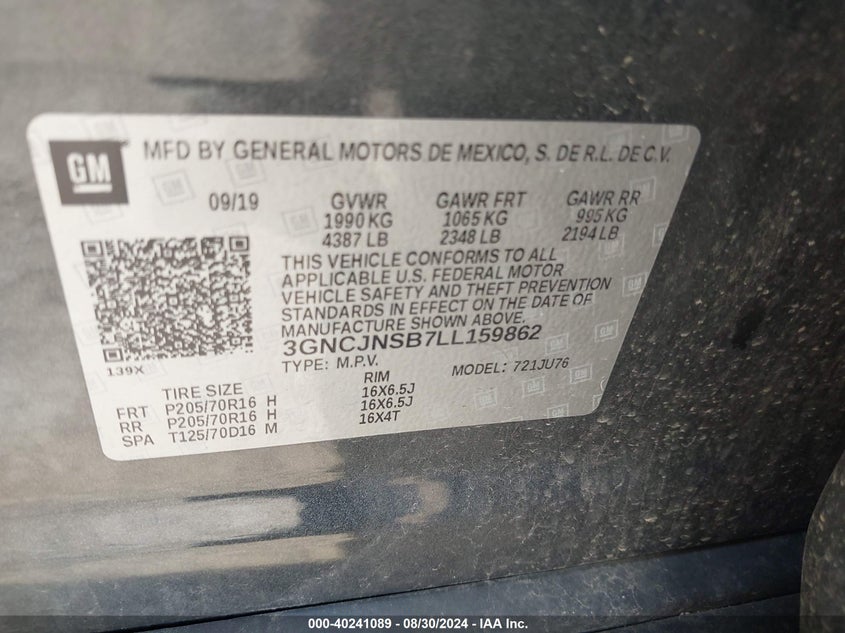 GM
MFD BY GENERAL MOTORS DE MEXICO, S. DE R.L. DE C.V.
09/19 GVWR GAWR FRT GAWR RR
1990 KG 1065 KG 995 KG
4387 LB 2348 LB 2194 LB
THIS VEHICLE CONFORMS TO ALL
APPLICABLE U.S. FEDERAL MOTOR
VEHICLE SAFETY AND THEFT PREVENTION
STANDARDS IN EFFECT ON THE DATE OF
MANUFACTURE SHOWN ABOVE.
3GNCJNSB7LL159862
139X
TYPE: M.P.V. MODEL: 721JU76
TIRE SIZE RIM
FRT P205/70R16 H 16X6.5J
RR P205/70R16 H 16X6.5J
SPA T125/70D16 M 16X4T
000-40241089 - 08/30/2024 - IAA Inc.